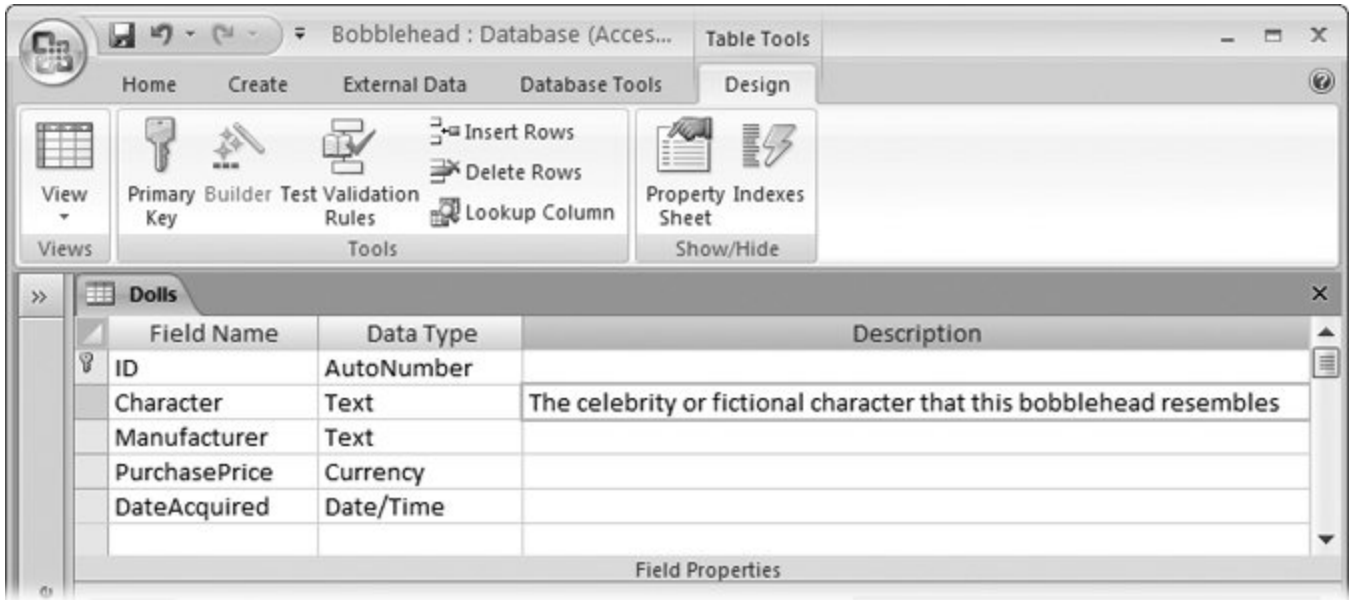 Bobblehead : Database (Acces...
Table Tools
Home Create External Data Database Tools Design
View
Primary Key
Builder
Test Validation Rules
Insert Rows
Delete Rows
Lookup Column
Property Sheet
Indexes
Views Tools Show/Hide
Dolls
Field Name Data Type Description
ID AutoNumber
Character Text The celebrity or fictional character that this bobblehead resembles
Manufacturer Text
PurchasePrice Currency
DateAcquired Date/Time
Field Properties